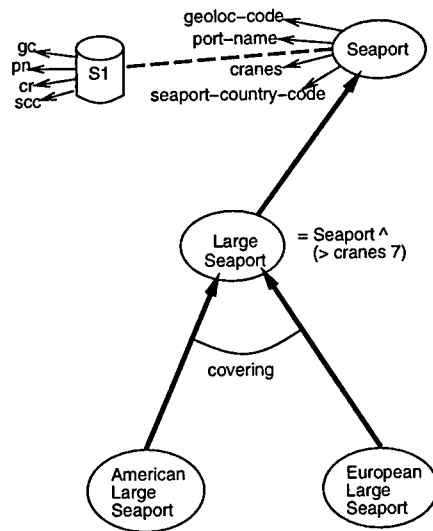 geoloc-code
port-name
cranes
seaport-country-code
Seaport
gc
pn
cr
scc
S1
Large
Seaport
= Seaport ^
(> cranes 7)
covering
American
Large
Seaport
European
Large
Seaport